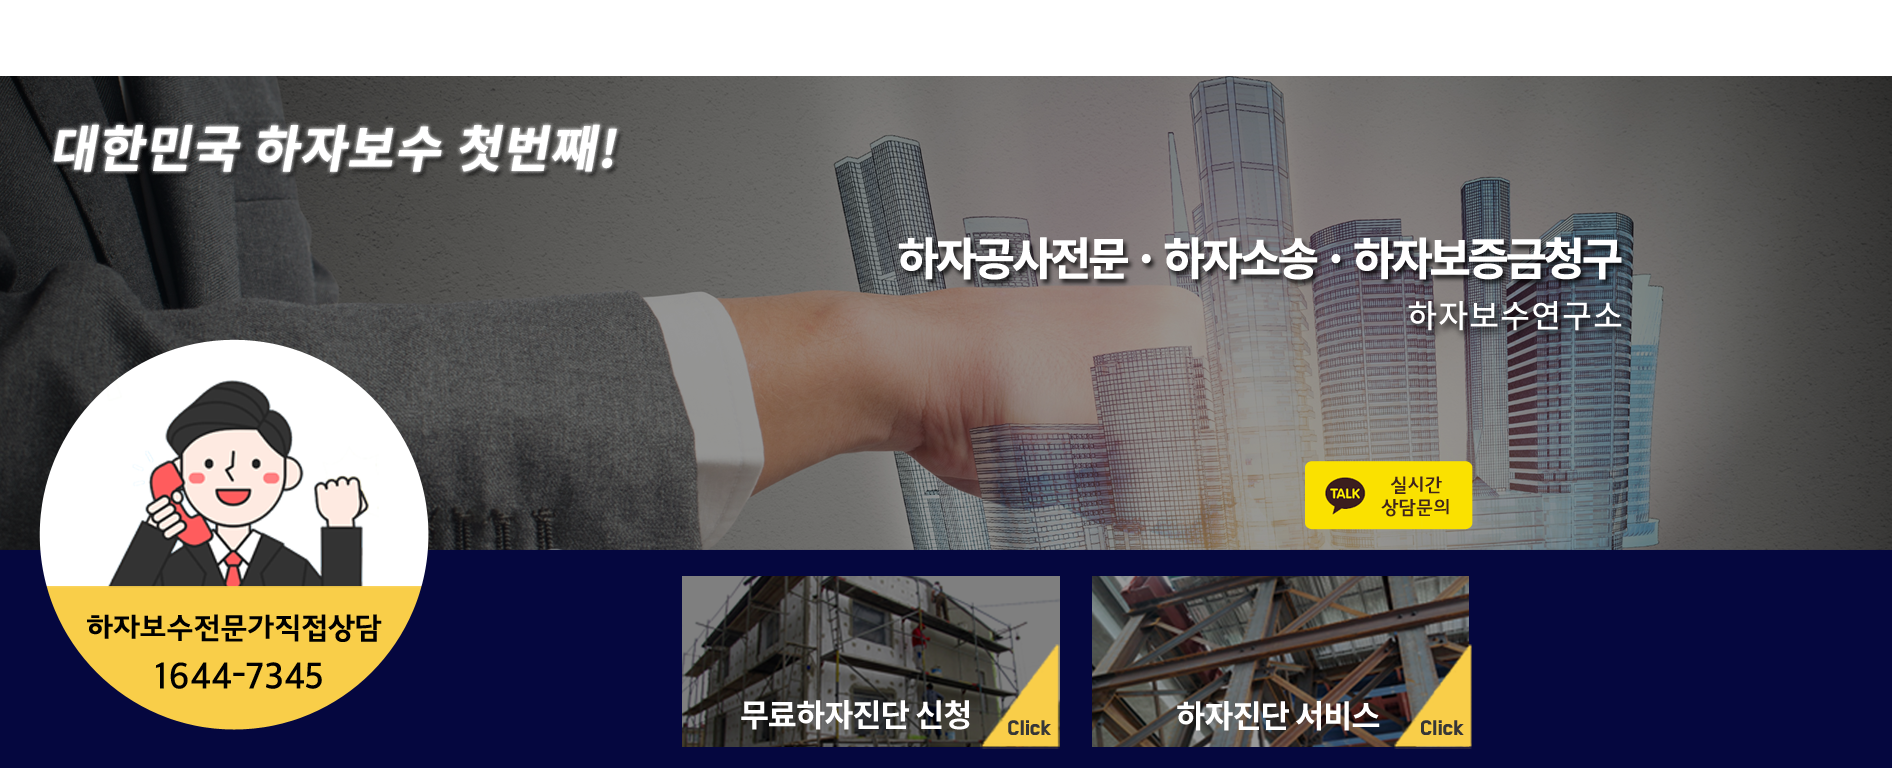 대한민국 하자보수 첫번째!
하자공사전문 · 하자소송 · 하자보증금청구
하자보수연구소
TALK
실시간
상담문의
하자보수전문가직접상담
1644-7345
무료하자진단 신청
Click
하자진단 서비스
Click